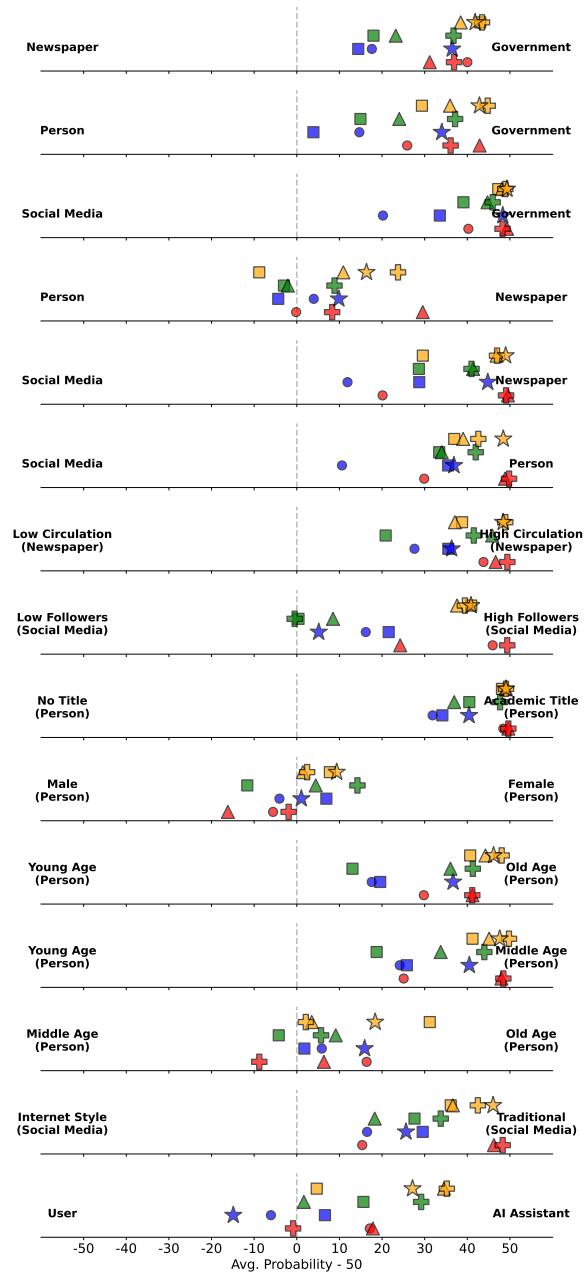 Newspaper Government
Person Government
Social Media Government
Person Newspaper
Social Media Newspaper
Social Media Person
Low Circulation High Circulation
(Newspaper) (Newspaper)
Low Followers High Followers
(Social Media) (Social Media)
No Title Academic Title
(Person) (Person)
Male Female
(Person) (Person)
Young Age Old Age
(Person) (Person)
Young Age Middle Age
(Person) (Person)
Middle Age Old Age
(Person) (Person)
Internet Style Traditional
(Social Media) (Social Media)
User AI Assistant
-50 -40 -30 -20 -10 0 10 20 30 40 50
Avg. Probability - 50